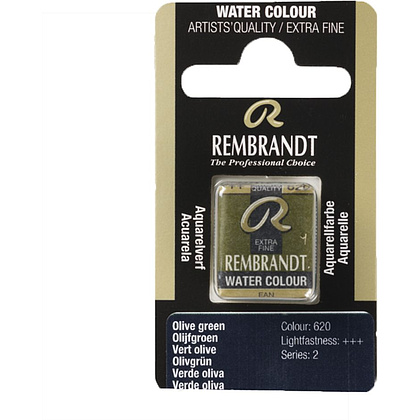 WATER COLOUR
ARTISTS' QUALITY / EXTRA FINE
R
REMBRANDT
The Professional Choice
Aquarelverf
Acuarela
QUALITY
R
EXTRA
FINE
REMBRANDT
WATER COLOUR
EAN
Aquarellfarbe
Aquarelle
Olive green
Olijfgroen
Vert olive
Olivgrün
Verde oliva
Verde oliva
Colour: 620
Lightfastness: +++
Series: 2